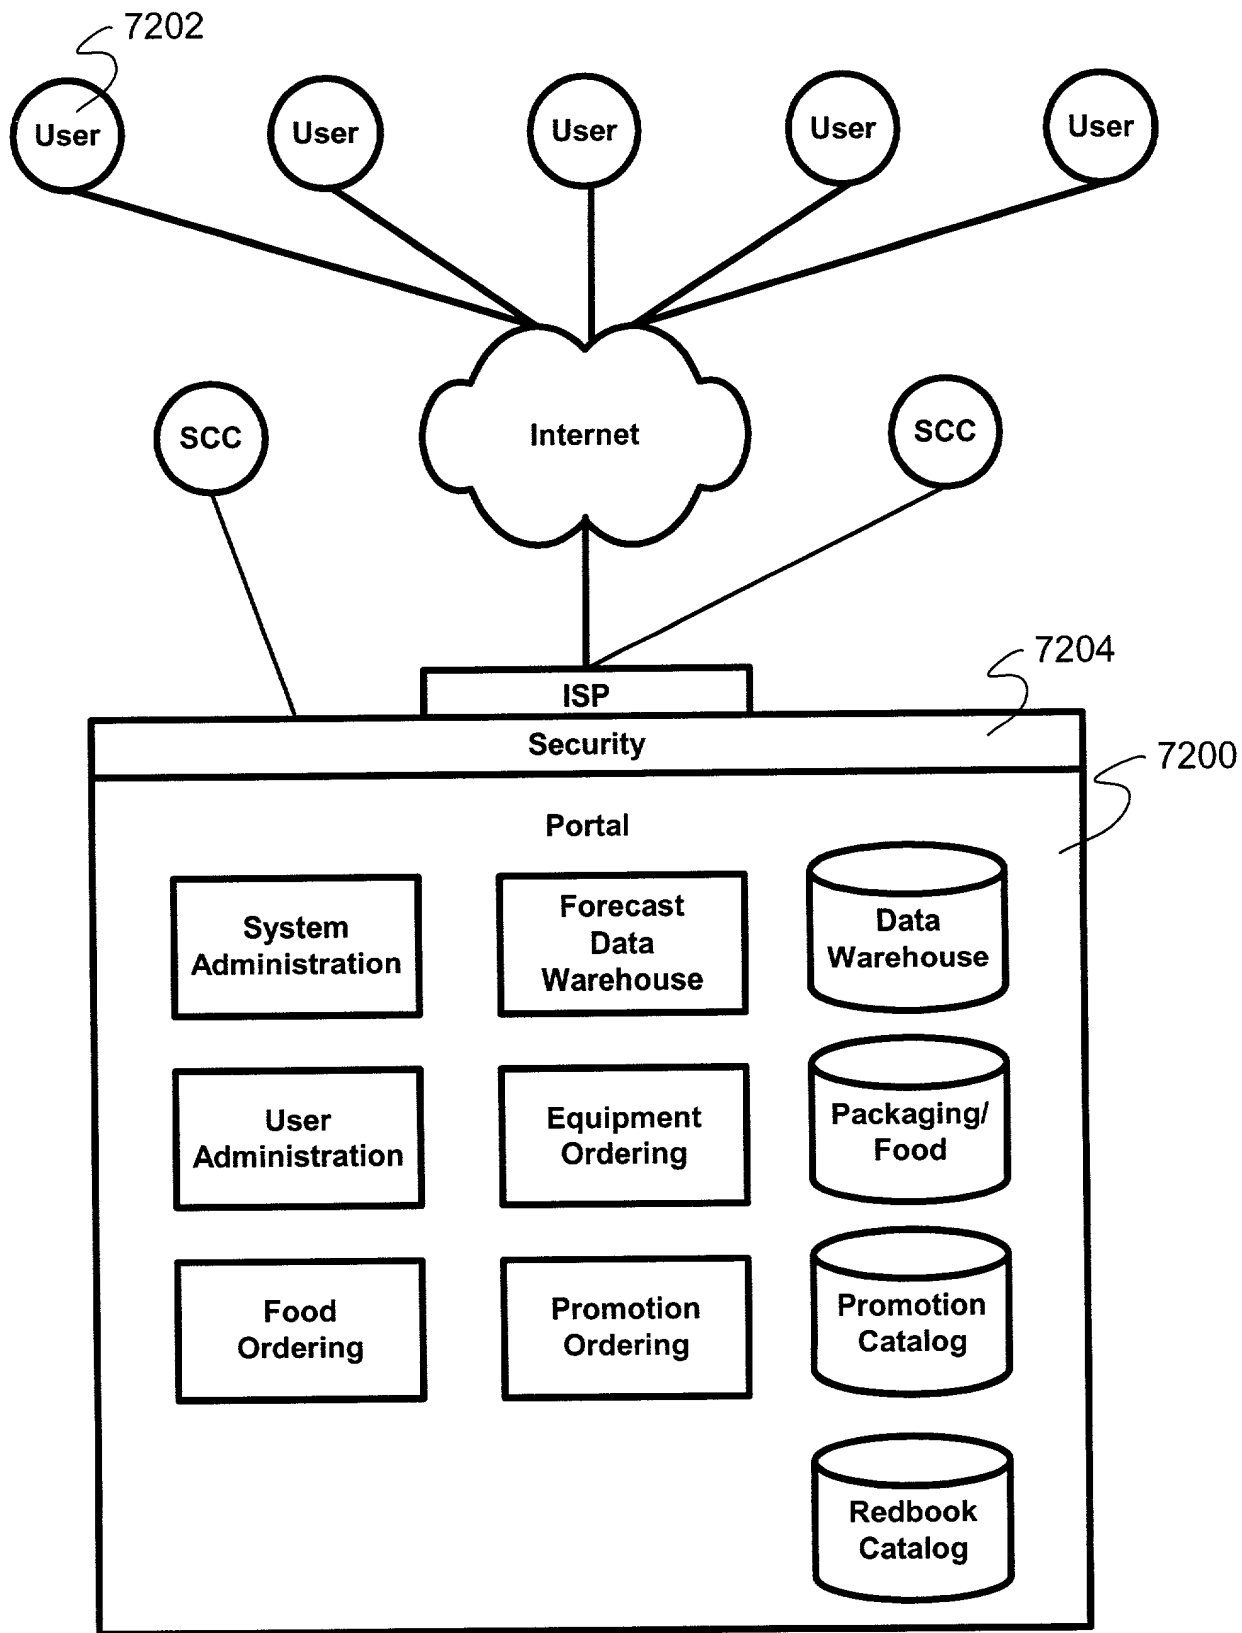 7202
User
User
User
User
User
SCC
Internet
SCC
7204
ISP
Security
7200
Portal
System
Administration
Forecast
Data
Warehouse
Data
Warehouse
User
Administration
Equipment
Ordering
Packaging/
Food
Food
Ordering
Promotion
Ordering
Promotion
Catalog
Redbook
Catalog